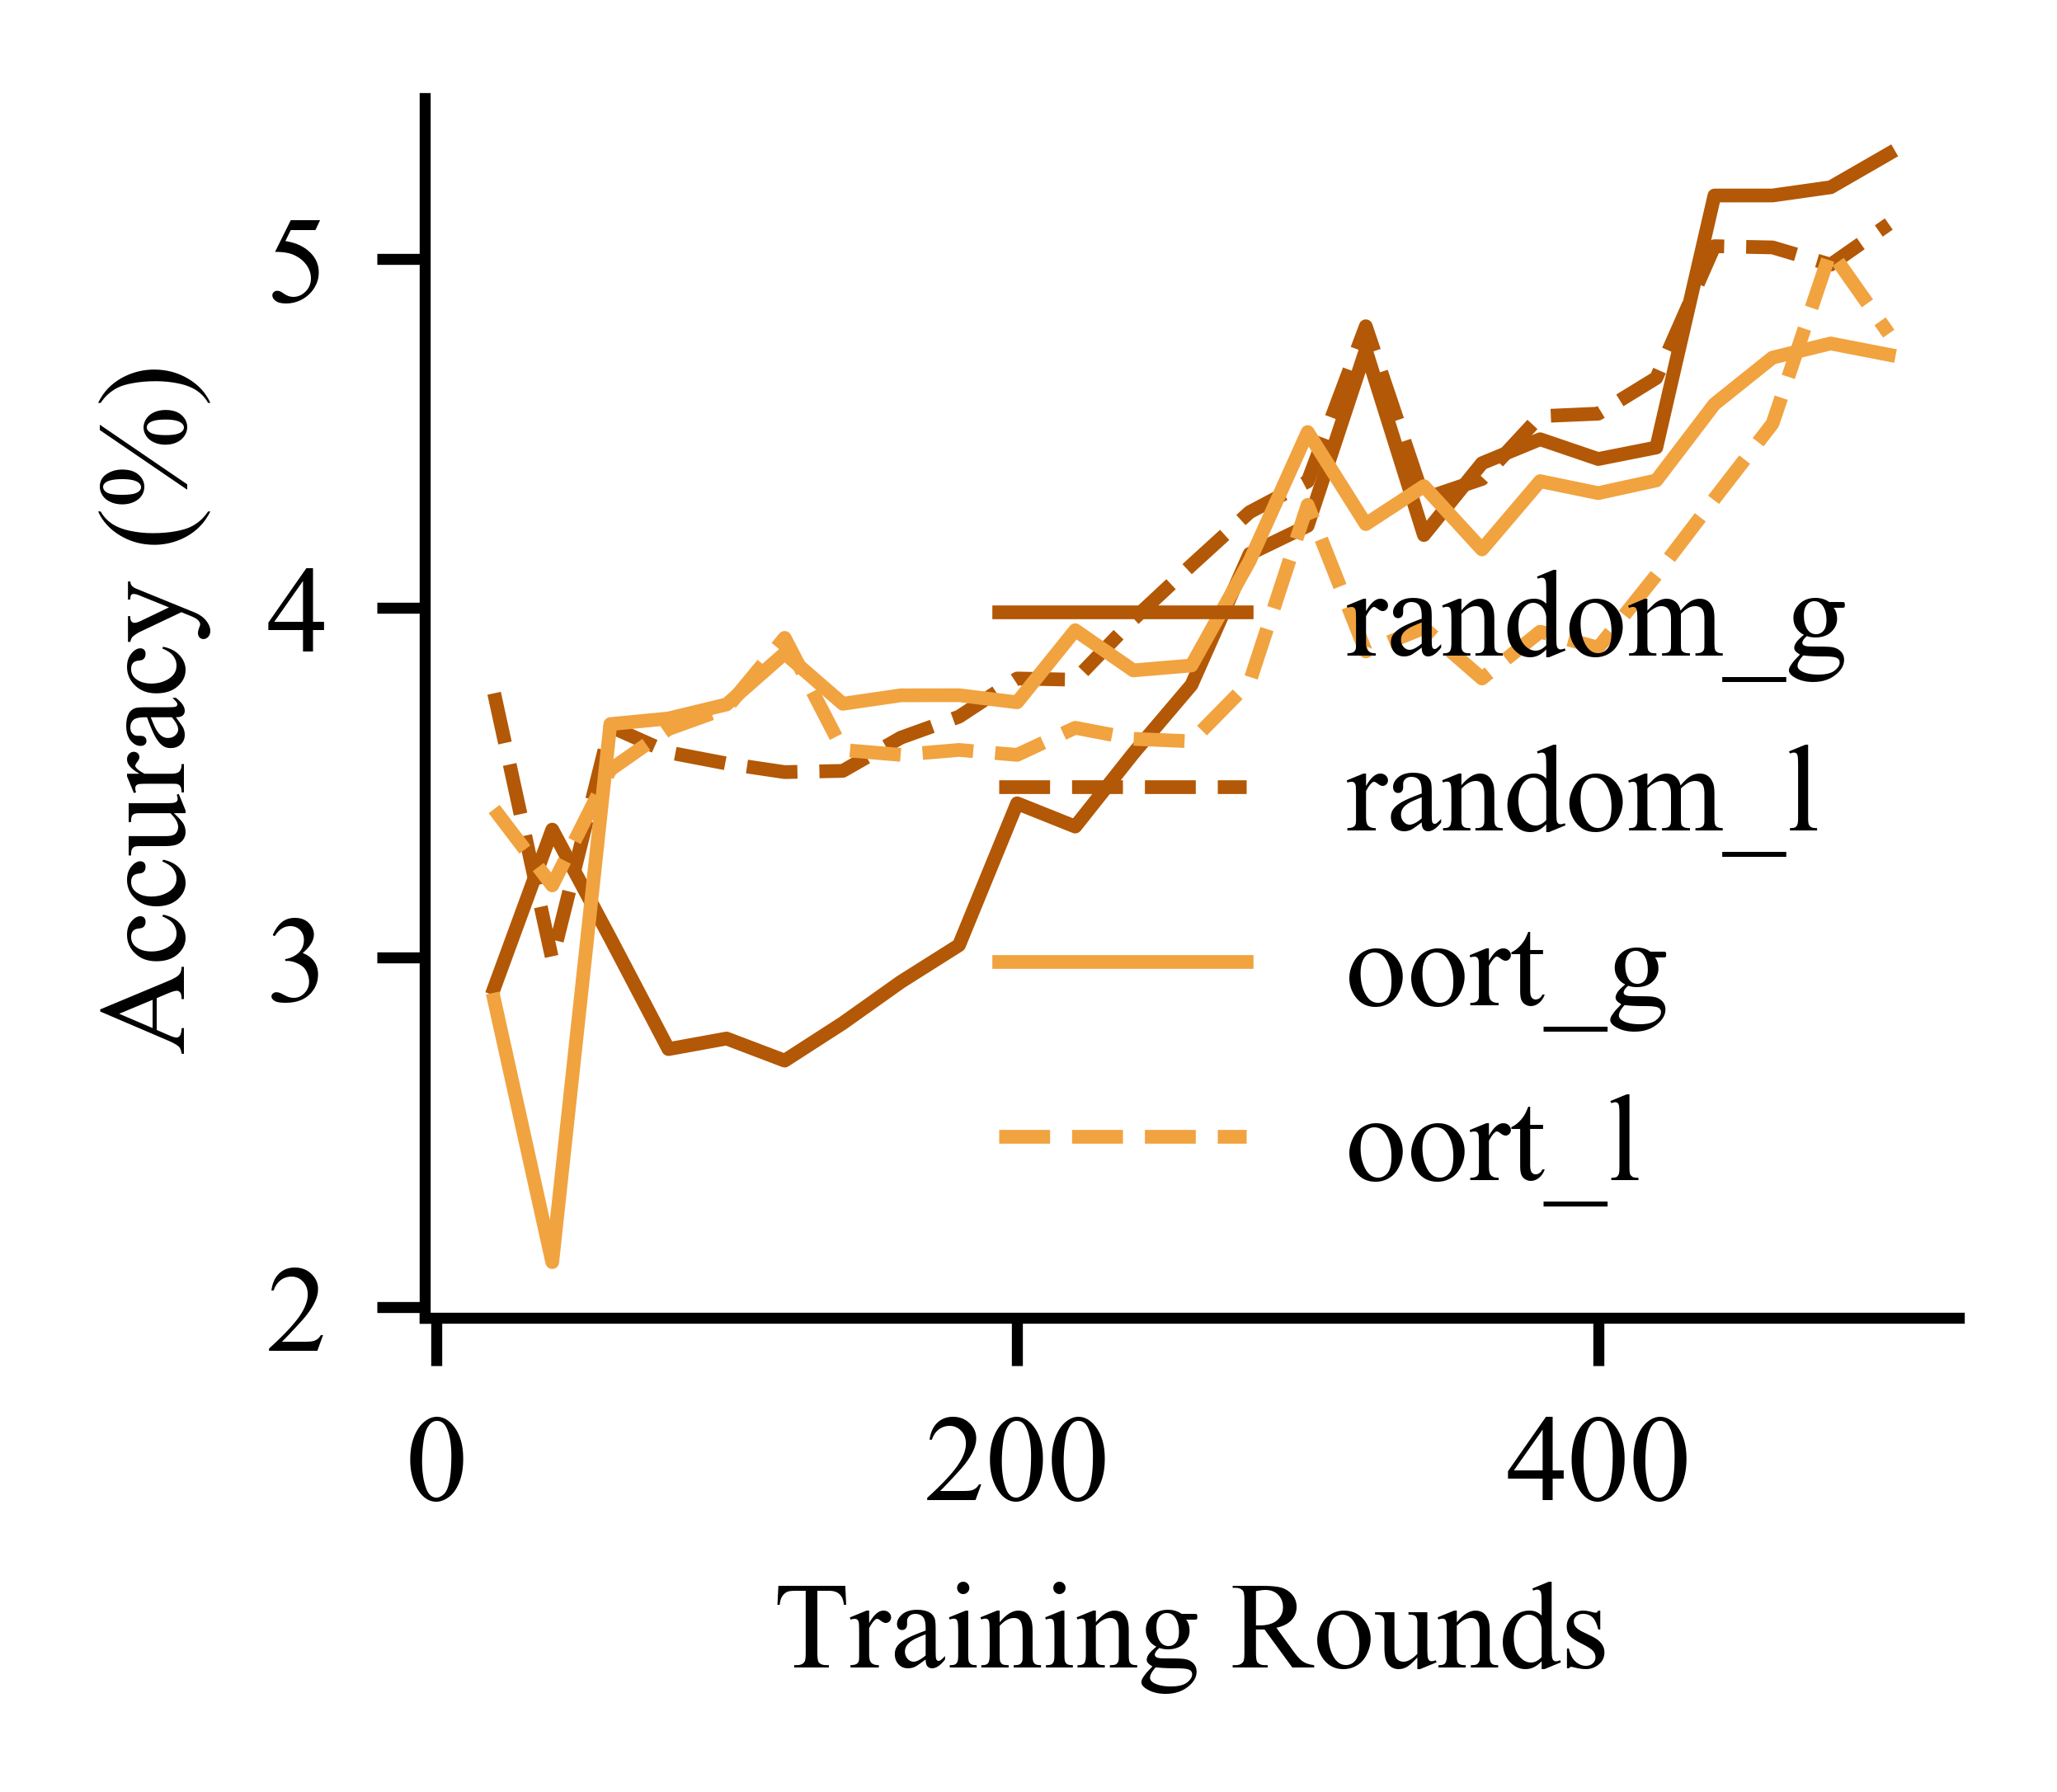 Accuracy (%)
5
4
3
2
0 200 400
Training Rounds
random_g
random_l
oort_g
oort_l